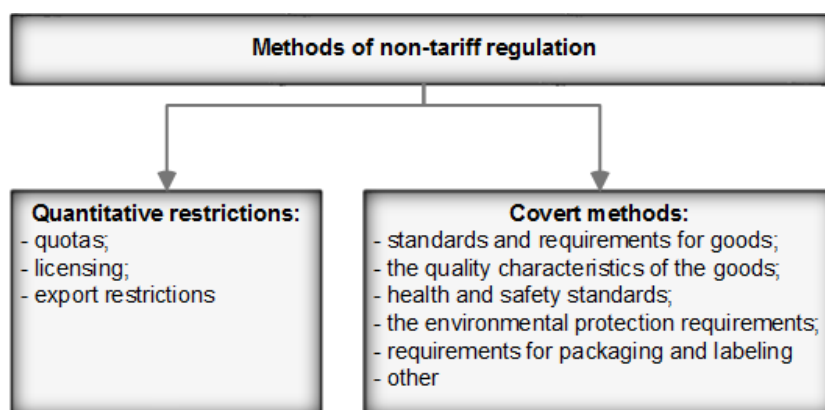 Methods of non-tariff regulation
Quantitative restrictions:
- quotas;
- licensing;
- export restrictions
Covert methods:
- standards and requirements for goods;
- the quality characteristics of the goods;
- health and safety standards;
- the environmental protection requirements;
- requirements for packaging and labeling
- other